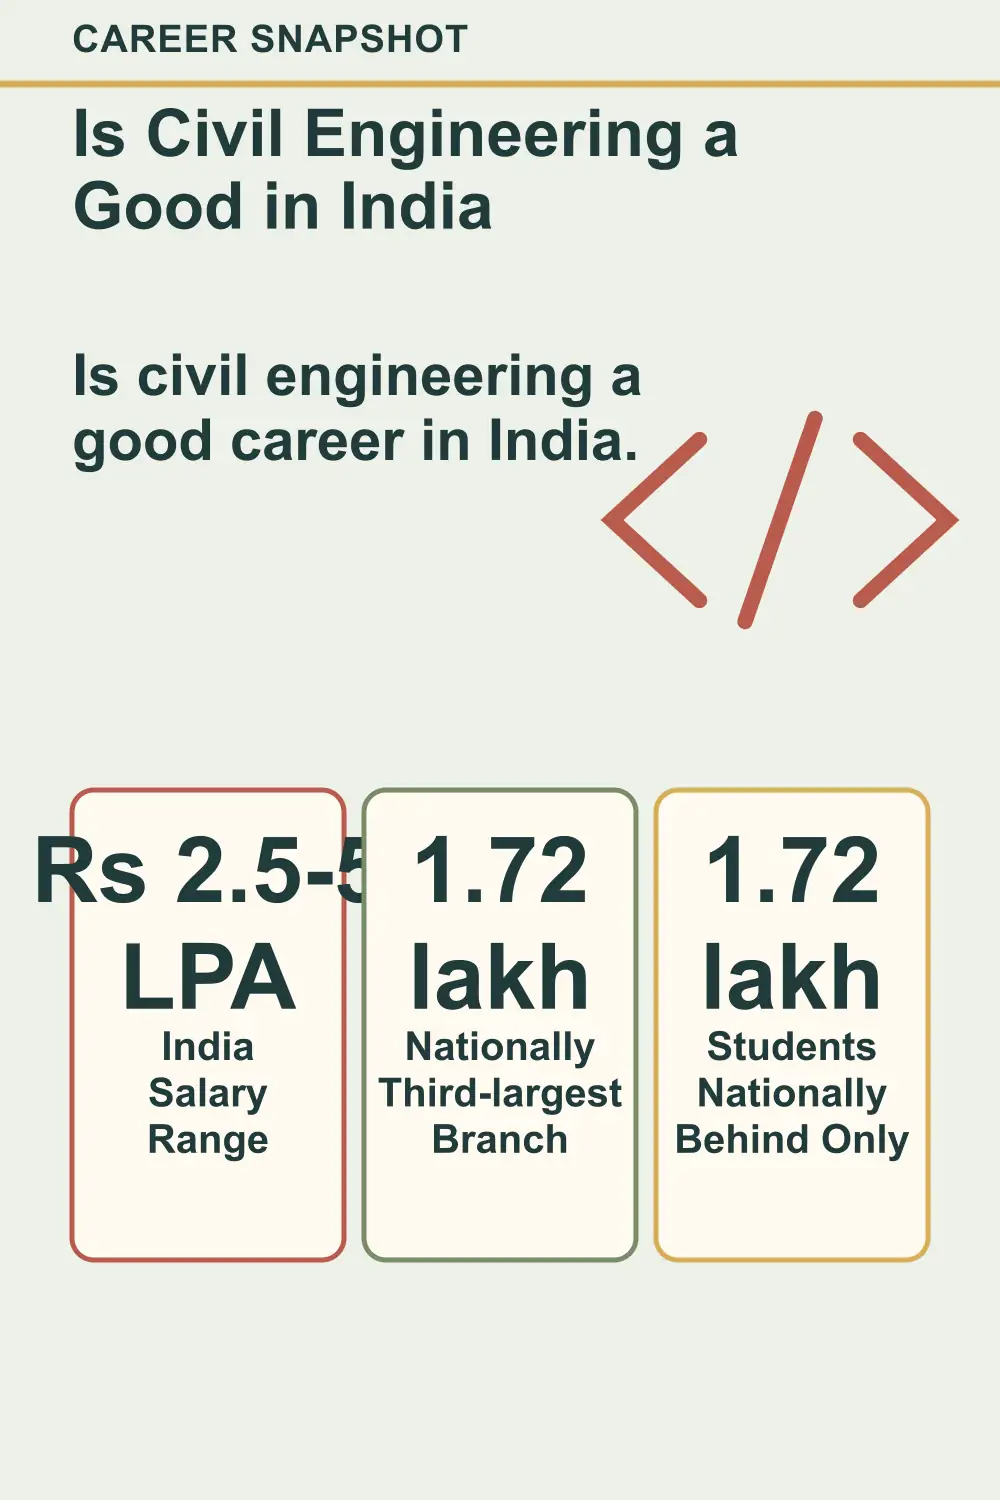 CAREER SNAPSHOT
Is Civil Engineering a
Good in India
Is civil engineering a
good career in India.
</>
Rs 2.5-5
LPA
India
Salary
Range
1.72
lakh
Nationally
Third-largest
Branch
1.72
lakh
Students
Nationally
Behind Only